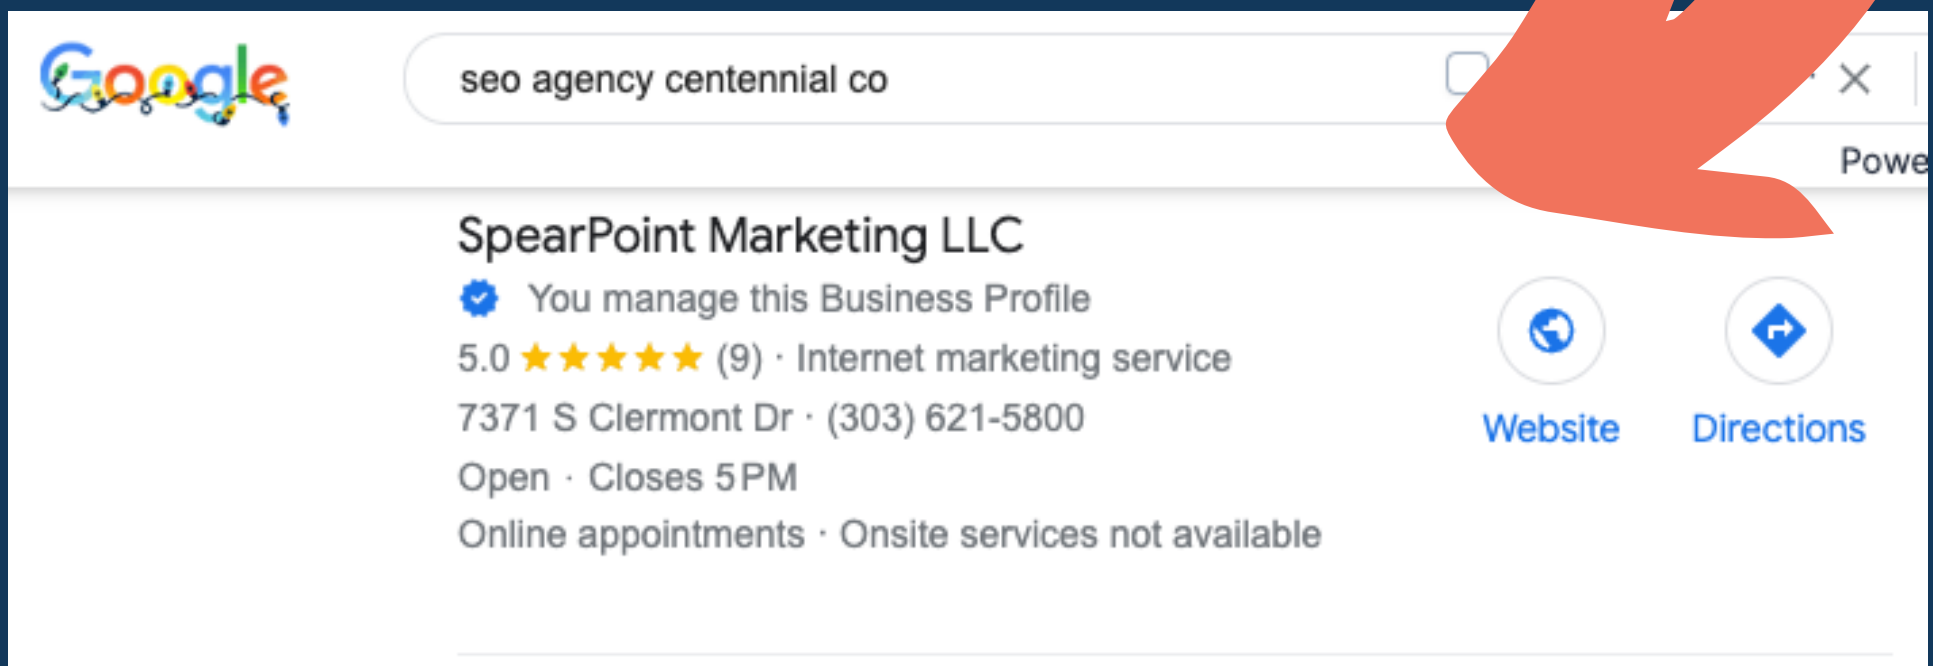 Google
seo agency centennial co
Powe
SpearPoint Marketing LLC
You manage this Business Profile
5.0 ★★★★★ (9) · Internet marketing service
7371 S Clermont Dr · (303) 621-5800
Open · Closes 5 PM
Online appointments · Onsite services not available
Website
Directions